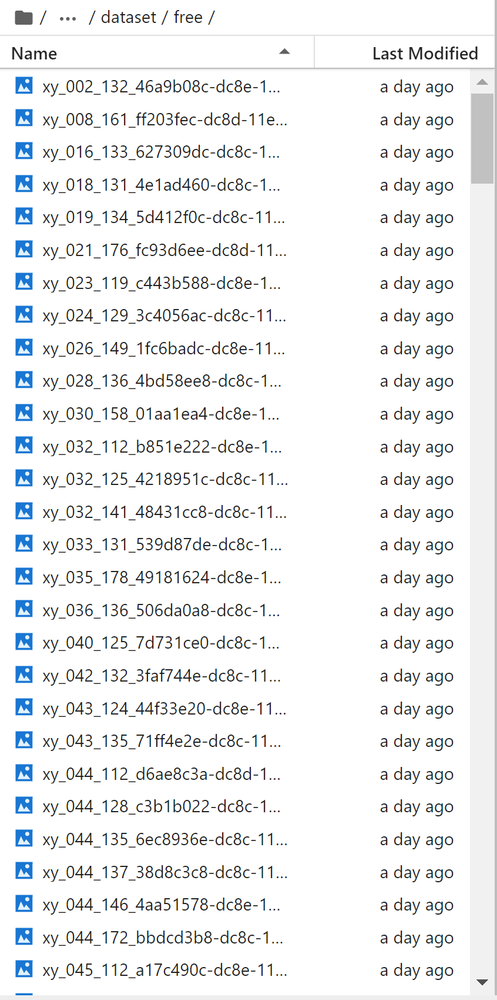 / ... / dataset / free /
Name Last Modified
xy_002_132_46a9b08c-dc8e-1... a day ago
xy_008_161_ff203fec-dc8d-11e... a day ago
xy_016_133_627309dc-dc8c-1... a day ago
xy_018_131_4e1ad460-dc8c-1... a day ago
xy_019_134_5d412f0c-dc8c-11... a day ago
xy_021_176_fc93d6ee-dc8d-11... a day ago
xy_023_119_c443b588-dc8e-1... a day ago
xy_024_129_3c4056ac-dc8c-11... a day ago
xy_026_149_1fc6badc-dc8e-11... a day ago
xy_028_136_4bd58ee8-dc8c-1... a day ago
xy_030_158_01aa1ea4-dc8e-1... a day ago
xy_032_112_b851e222-dc8e-1... a day ago
xy_032_125_4218951c-dc8c-11... a day ago
xy_032_141_48431cc8-dc8c-11... a day ago
xy_033_131_539d87de-dc8c-1... a day ago
xy_035_178_49181624-dc8e-1... a day ago
xy_036_136_506da0a8-dc8c-1... a day ago
xy_040_125_7d731ce0-dc8c-1... a day ago
xy_042_132_3faf744e-dc8c-11... a day ago
xy_043_124_44f33e20-dc8e-11... a day ago
xy_043_135_71ff4e2e-dc8c-11... a day ago
xy_044_112_d6ae8c3a-dc8d-1... a day ago
xy_044_128_c3b1b022-dc8c-1... a day ago
xy_044_135_6ec8936e-dc8c-11... a day ago
xy_044_137_38d8c3c8-dc8c-11... a day ago
xy_044_146_4aa51578-dc8e-1... a day ago
xy_044_172_bbdcd3b8-dc8c-1... a day ago
xy_045_112_a17c490c-dc8e-11... a day ago